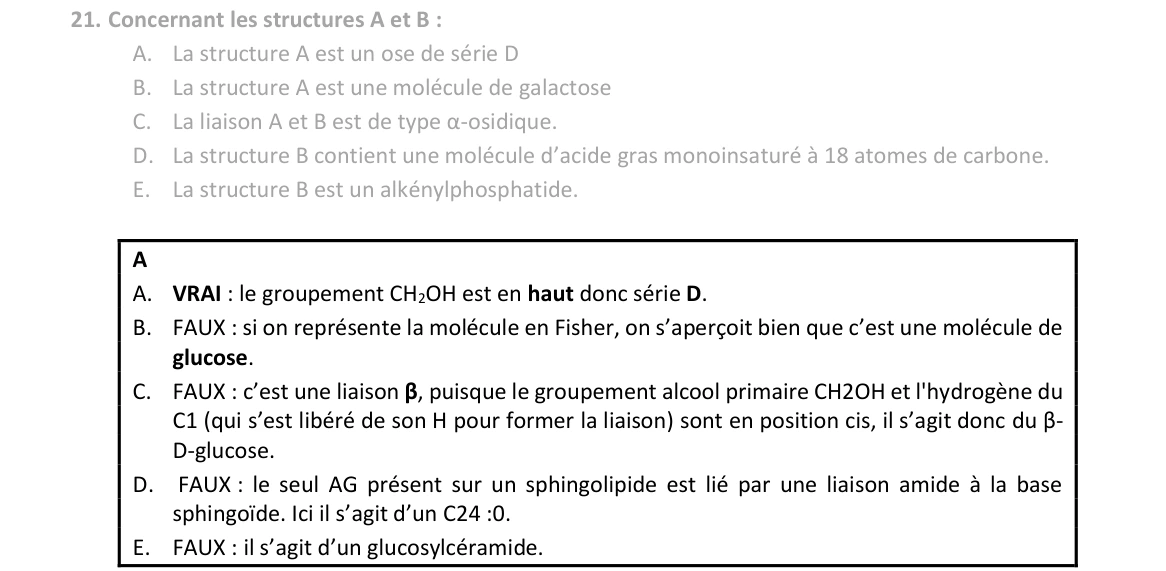 21. Concernant les structures A et B :
A. La structure A est un ose de série D
B. La structure A est une molécule de galactose
C. La liaison A et B est de type α-osidique.
D. La structure B contient une molécule d’acide gras monoinsaturé à 18 atomes de carbone.
E. La structure B est un alkénylphosphatide.
A
A. VRAI : le groupement CH₂OH est en haut donc série D.
B. FAUX : si on représente la molécule en Fisher, on s’aperçoit bien que c’est une molécule de
glucose.
C. FAUX : c’est une liaison β, puisque le groupement alcool primaire CH2OH et l'hydrogène du
C1 (qui s’est libéré de son H pour former la liaison) sont en position cis, il s’agit donc du β-
D-glucose.
D. FAUX : le seul AG présent sur un sphingolipide est lié par une liaison amide à la base
sphingoïde. Ici il s’agit d’un C24 :0.
E. FAUX : il s’agit d’un glucosylcéramide.